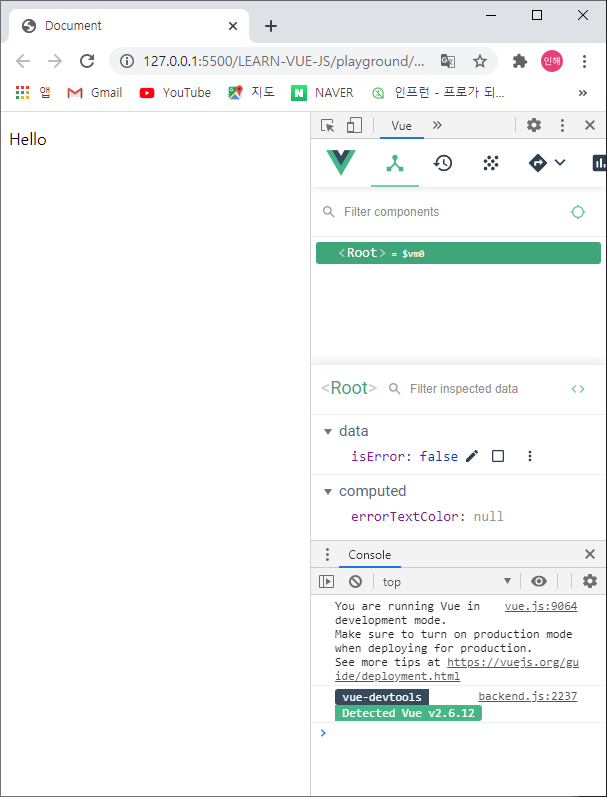 Document
127.0.0.1:5500/LEARN-VUE-JS/playground/...
인해
앱 Gmail YouTube 지도 NAVER 인프런 - 프로가 되... »
Hello
Vue »
Filter components
<Root> = $vm0
<Root> Filter inspected data
data
isError: false
computed
errorTextColor: null
Console
top
You are running Vue in vue.js:9064
development mode.
Make sure to turn on production mode
when deploying for production.
See more tips at https://vuejs.org/gu
ide/deployment.html
vue-devtools backend.js:2237
Detected Vue v2.6.12